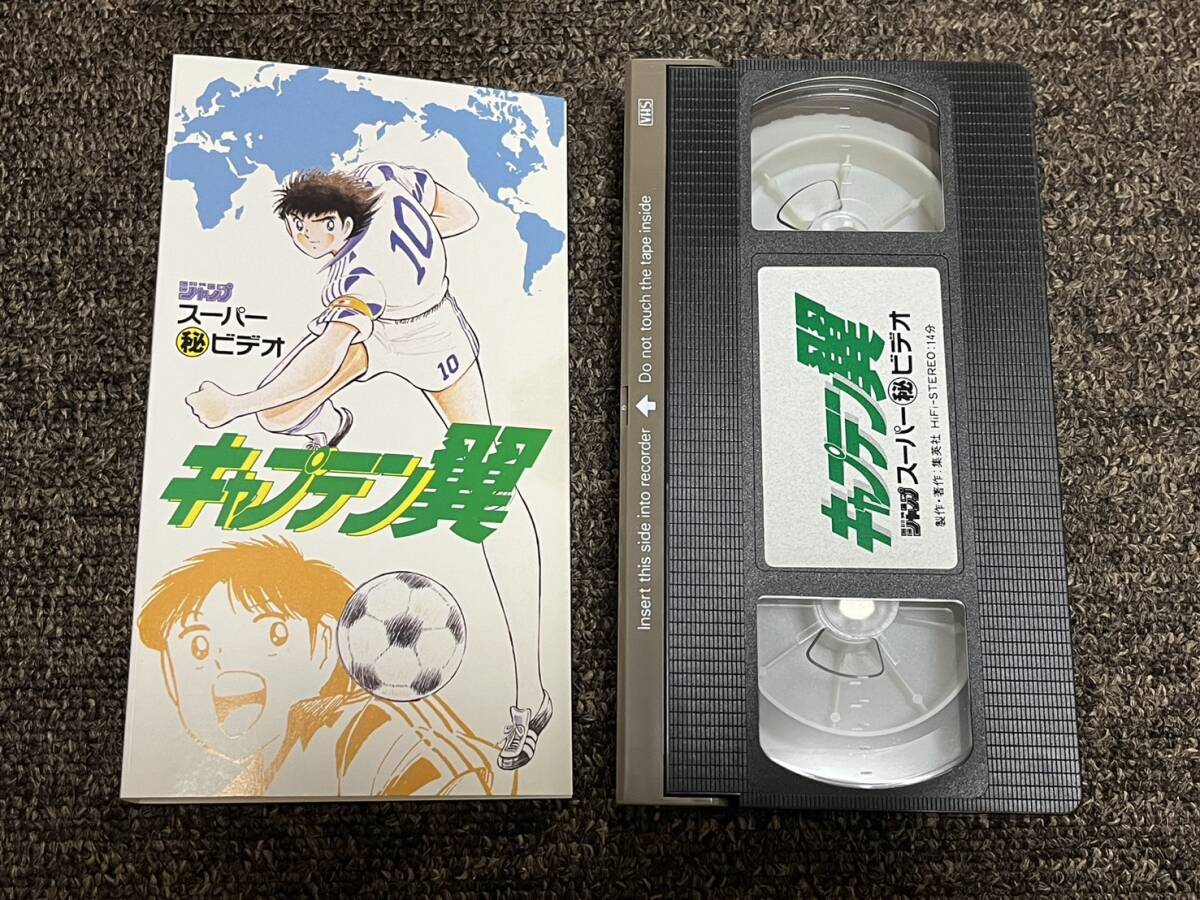 10
10
ジャンプ
スーパー
㊙ビデオ
キャプテン翼
VHS
Insert this side into recorder ⬆ Do not touch the tape inside
キャプテン翼
ジャンプ スーパー㊙ビデオ
製作・著作:集英社 HiFi-STEREO:14分